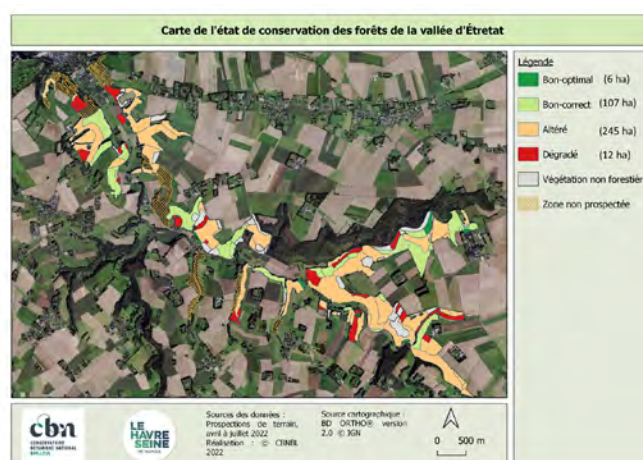 Carte de l'état de conservation des forêts de la vallée d'Étretat
Légende
Bon-optimal (6 ha)
Bon-correct (107 ha)
Altéré (245 ha)
Dégradé (12 ha)
Végétation non forestière
Zone non prospectée
cbn
CONSERVATOIRE
BOTANIQUE NATIONAL
BAILLEUL
LE
HAVRE
SEINE
Sources des données :
Prospections de terrain,
avril à juillet 2022
Réalisation : © CBNBL
2022
Source cartographique :
BD ORTHO® version
2.0 © IGN
0 500 m